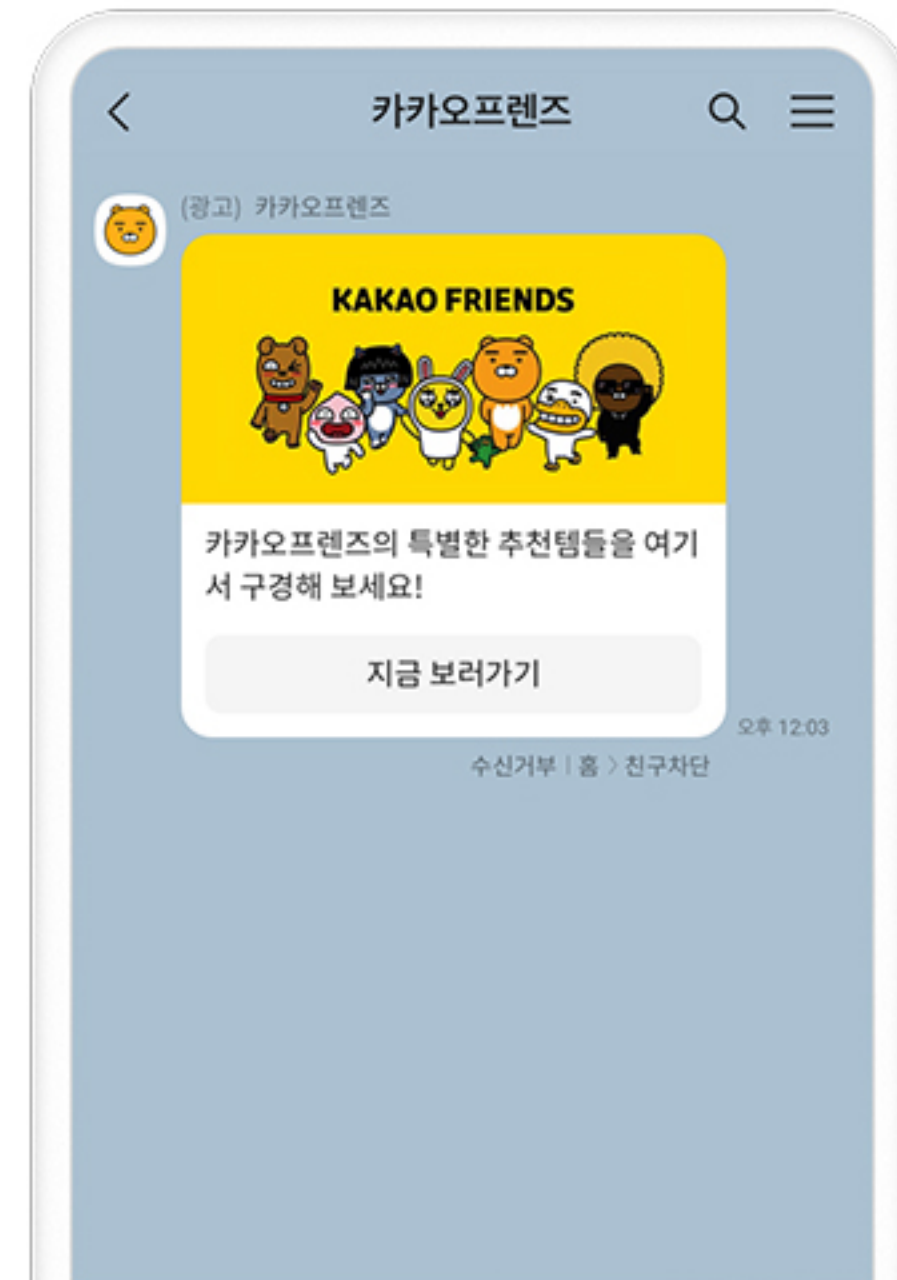 카카오프렌즈
(광고) 카카오프렌즈
KAKAO FRIENDS
카카오프렌즈의 특별한 추천템들을 여기
서 구경해 보세요!
지금 보러가기
오후 12:03
수신거부 | 홈 > 친구차단